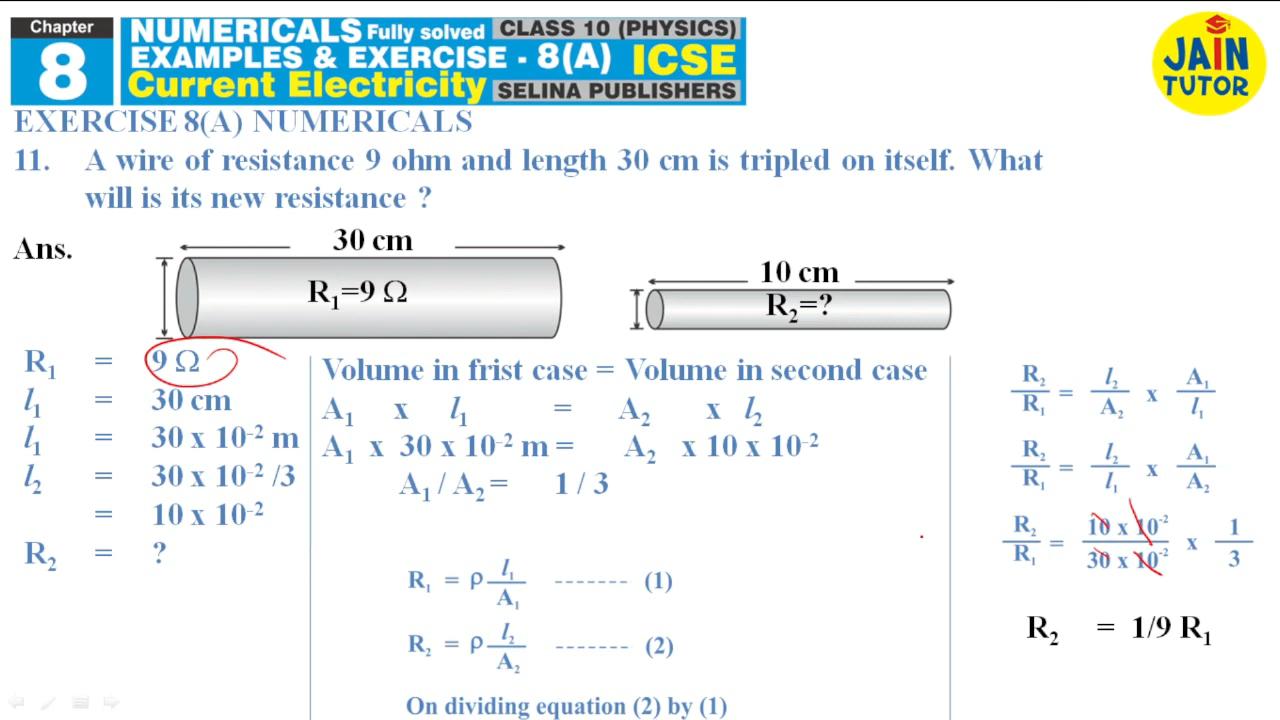 Chapter
8
NUMERICALS Fully solved
EXAMPLES & EXERCISE - 8(A)
Current Electricity
CLASS 10 (PHYSICS)
ICSE
SELINA PUBLISHERS
JAIN
TUTOR
EXERCISE 8(A) NUMERICALS
11. A wire of resistance 9 ohm and length 30 cm is tripled on itself. What
will is its new resistance ?
Ans.
30 cm
R₁=9 Ω
10 cm
R₂=?
R₁ = 9 Ω
l₁ = 30 cm
l₁ = 30 x 10⁻² m
l₂ = 30 x 10⁻² /3
= 10 x 10⁻²
R₂ = ?
Volume in frist case = Volume in second case
A₁ x l₁ = A₂ x l₂
A₁ x 30 x 10⁻² m = A₂ x 10 x 10⁻²
A₁ / A₂ = 1 / 3
R₁ = ρ l₁/A₁ ------- (1)
R₂ = ρ l₂/A₂ ------- (2)
On dividing equation (2) by (1)
R₂/R₁ = l₂/A₂ x A₁/l₁
R₂/R₁ = l₂/l₁ x A₁/A₂
R₂/R₁ = 10 x 10⁻²/30 x 10⁻² x 1/3
R₂ = 1/9 R₁